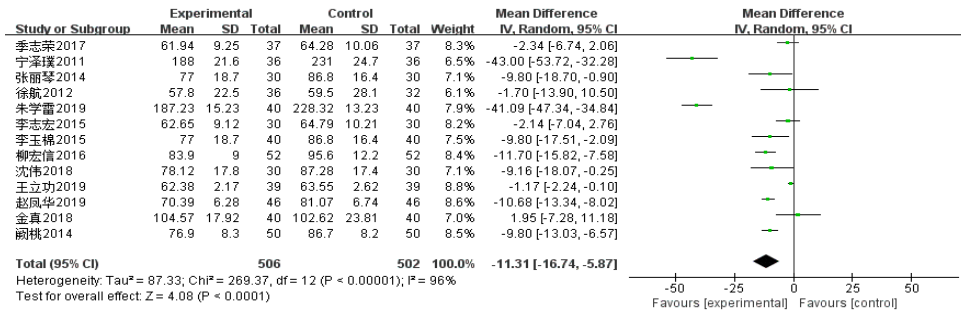 Experimental Control Mean Difference Mean Difference
Study or Subgroup Mean SD Total Mean SD Total Weight IV, Random, 95% CI IV, Random, 95% CI
季志荣2017 61.94 9.25 37 64.28 10.06 37 8.3% -2.34 [-6.74, 2.06]
宁泽璞2011 188 21.6 36 231 24.7 36 6.5% -43.00 [-53.72, -32.28]
张丽琴2014 77 18.7 30 86.8 16.4 30 7.1% -9.80 [-18.70, -0.90]
徐航2012 57.8 22.5 36 59.5 28.1 32 6.0% -1.70 [-13.90, 10.50]
朱学雷2019 187.23 15.23 40 228.32 13.23 40 7.9% -41.09 [-47.34, -34.84]
李志宏2015 62.65 9.12 30 64.79 10.21 30 8.2% -2.14 [-7.04, 2.76]
李玉棉2015 77 18.7 40 86.8 16.4 40 7.4% -9.80 [-17.51, -2.09]
柳宏信2016 83.9 9 52 95.6 12.2 52 8.4% -11.70 [-15.82, -7.58]
沈伟2018 78.12 17.8 30 87.28 17.4 30 7.1% -9.16 [-18.07, -0.25]
王立功2019 62.38 2.17 39 63.55 2.62 39 8.8% -1.17 [-2.24, -0.10]
赵凤华2019 70.39 6.28 46 81.07 6.74 46 8.6% -10.68 [-13.34, -8.02]
金真2018 104.57 17.92 40 102.62 23.81 40 7.0% 1.95 [-7.28, 11.18]
阙桃2014 76.9 8.3 50 86.7 8.2 50 8.6% -9.80 [-13.03, -6.57]
Total (95% CI) 506 502 100.0% -11.31 [-16.74, -5.87]
Heterogeneity: Tau² = 87.33; Chi² = 269.37, df = 12 (P < 0.00001); I² = 96%
Test for overall effect: Z = 4.08 (P < 0.0001)
-50 -25 0 25 50
Favours [experimental] Favours [control]